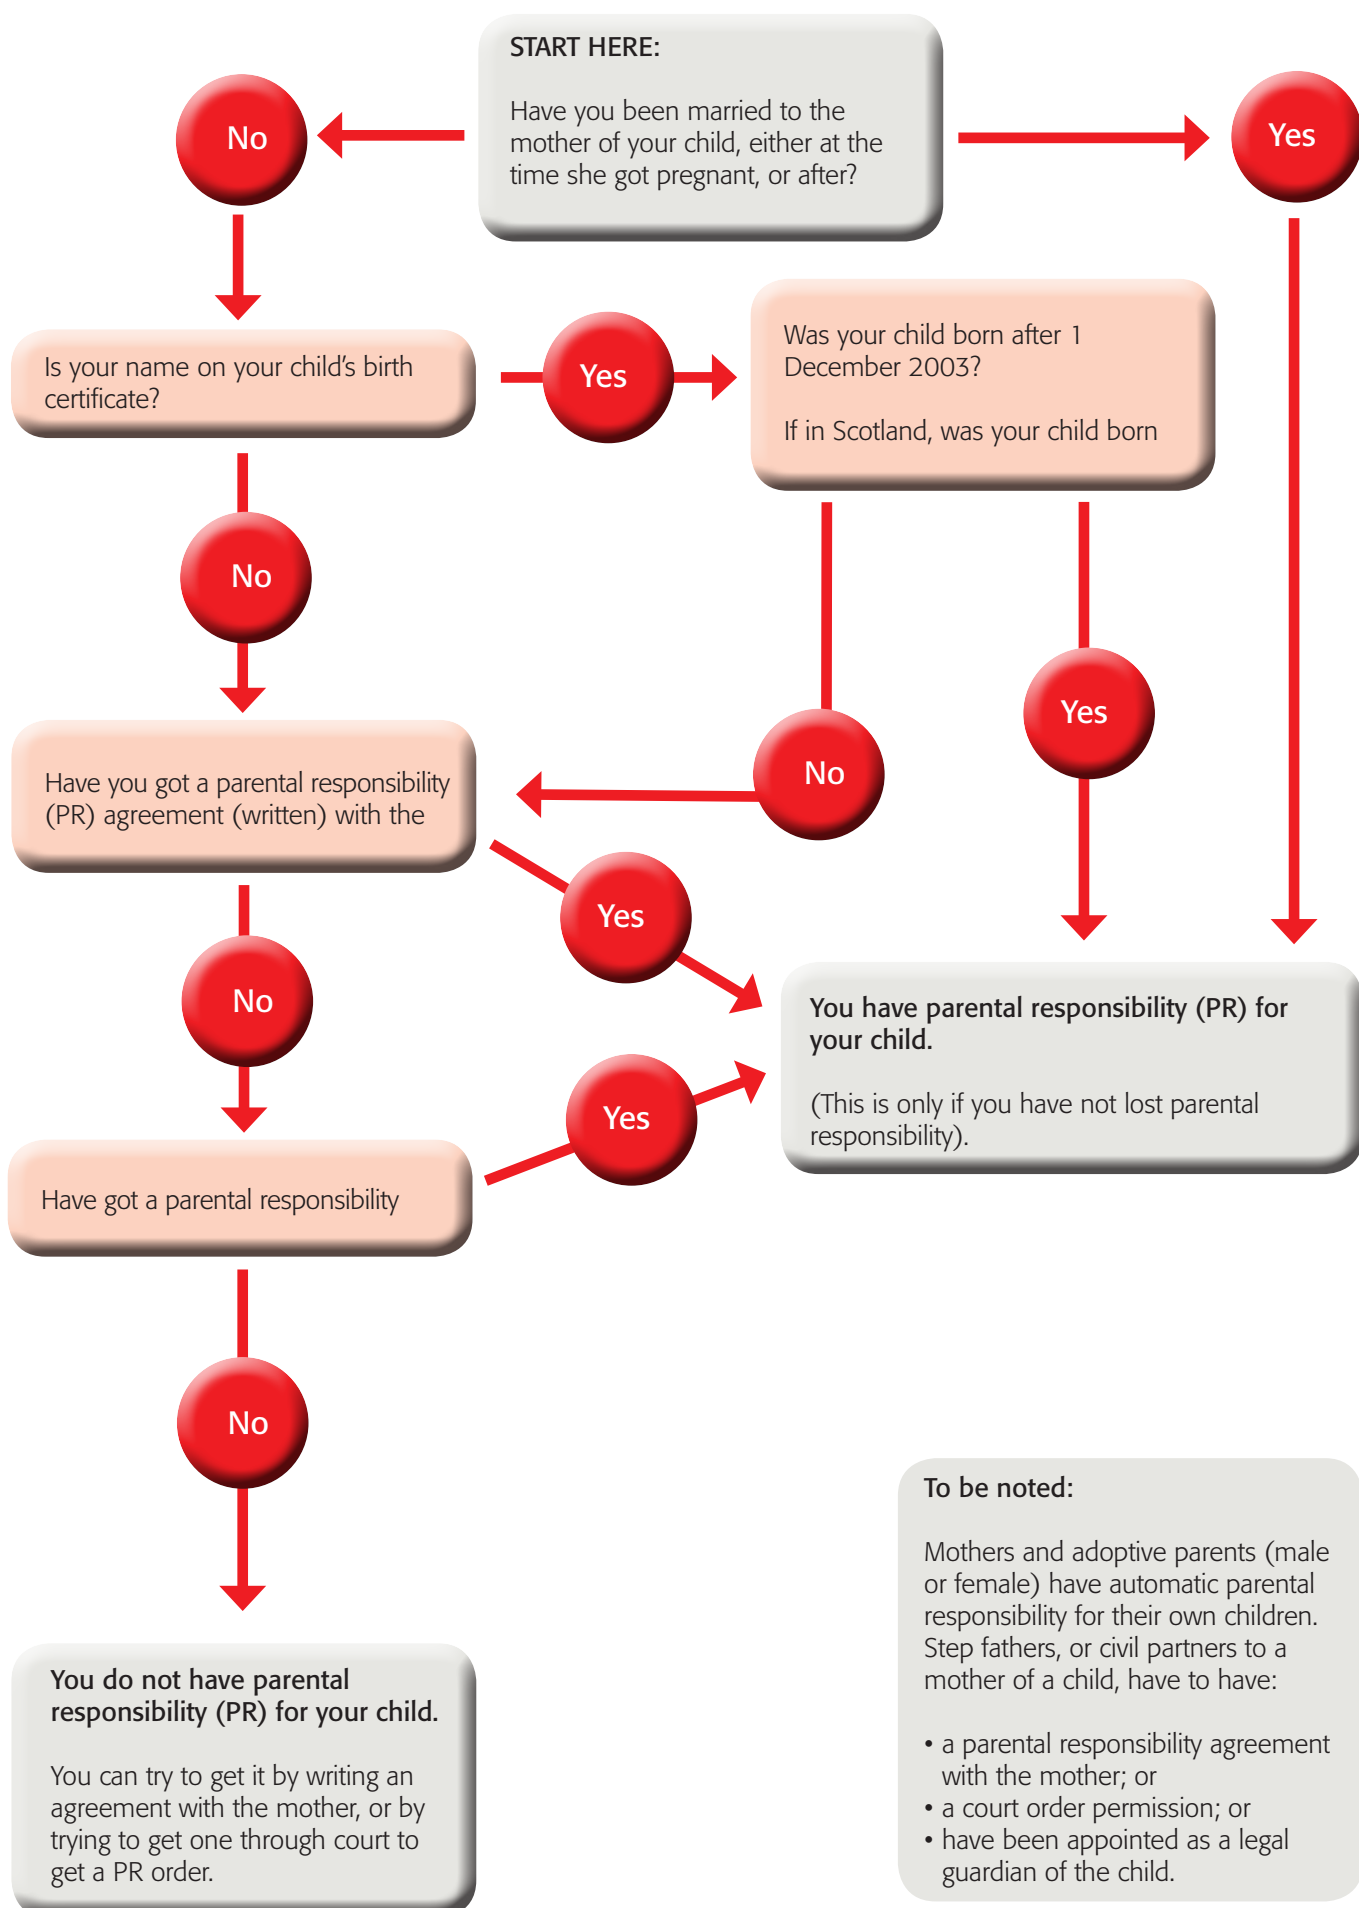 START HERE:
Have you been married to the
mother of your child, either at the
time she got pregnant, or after?
No
Yes
Is your name on your child's birth
certificate?
Yes
Was your child born after 1
December 2003?
If in Scotland, was your child born
No
Yes
No
Have you got a parental responsibility
(PR) agreement (written) with the
Yes
No
You have parental responsibility (PR) for
your child.
(This is only if you have not lost parental
responsibility).
Yes
Have got a parental responsibility
No
You do not have parental
responsibility (PR) for your child.
You can try to get it by writing an
agreement with the mother, or by
trying to get one through court to
get a PR order.
To be noted:
Mothers and adoptive parents (male
or female) have automatic parental
responsibility for their own children.
Step fathers, or civil partners to a
mother of a child, have to have:
• a parental responsibility agreement
with the mother; or
• a court order permission; or
• have been appointed as a legal
guardian of the child.